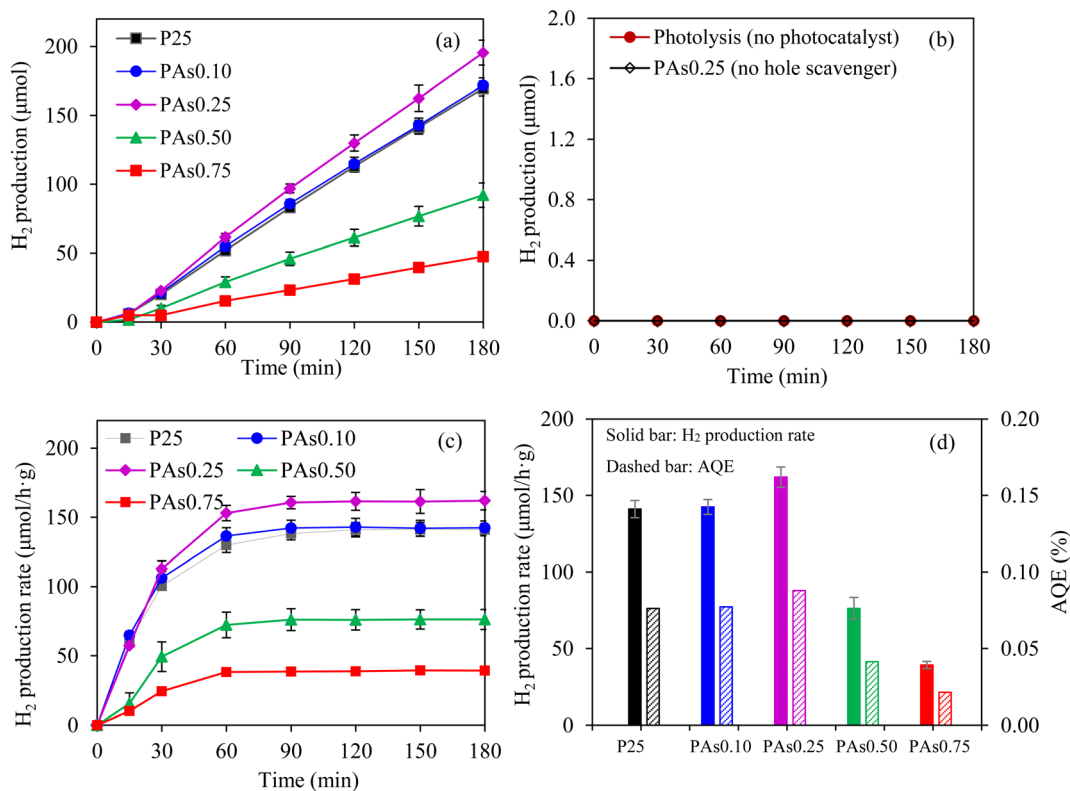 (a)
P25
PAs0.10
PAs0.25
PAs0.50
PAs0.75
H₂ production (μmol)
200
150
100
50
0
0 30 60 90 120 150 180
Time (min)
(b)
Photolysis (no photocatalyst)
PAs0.25 (no hole scavenger)
H₂ production (μmol)
2.0
1.6
1.2
0.8
0.4
0.0
0 30 60 90 120 150 180
Time (min)
(c)
P25 PAs0.10
PAs0.25 PAs0.50
PAs0.75
H₂ production rate (μmol/h·g)
200
150
100
50
0
0 30 60 90 120 150 180
Time (min)
(d)
Solid bar: H₂ production rate
Dashed bar: AQE
H₂ production rate (μmol/h·g)
200
150
100
50
0
P25 PAs0.10 PAs0.25 PAs0.50 PAs0.75
0.20
0.15
0.10
0.05
0.00
AQE (%)